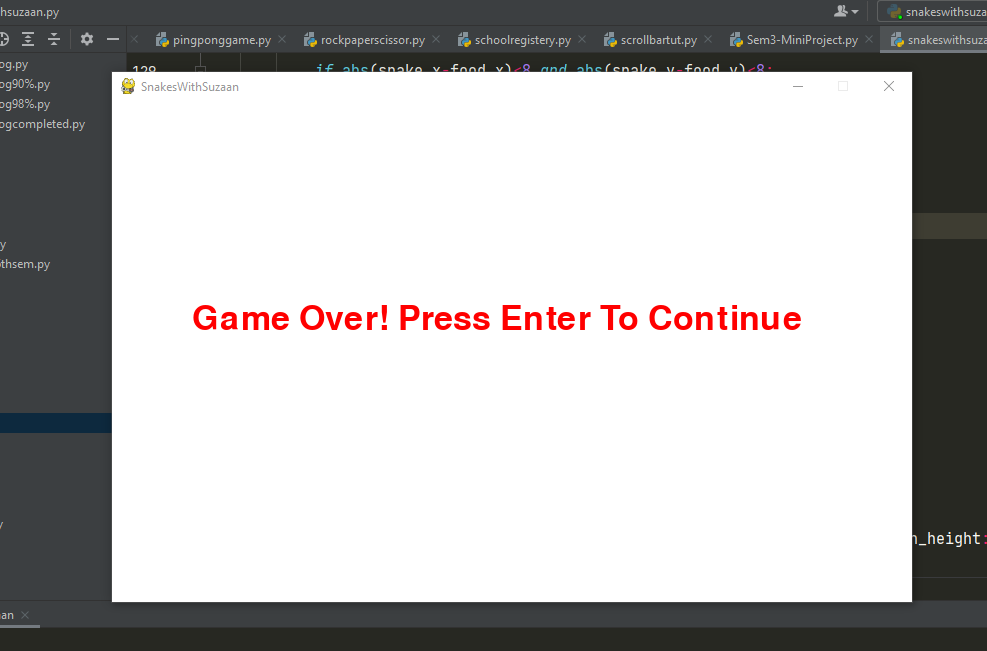 hsuzaan.py
snakeswithsuza
pingponggame.py
rockpaperscissor.py
schoolregistery.py
scrollbartut.py
Sem3-MiniProject.py
snakeswithsuza
og.py
128
if abs(snake_x-food_x)<8 and abs(snake_y-food_y)<8:
og90%.py
SnakesWithSuzaan
og98%.py
ogcompleted.py
y
thsem.py
Game Over! Press Enter To Continue
y
n_height:
aan